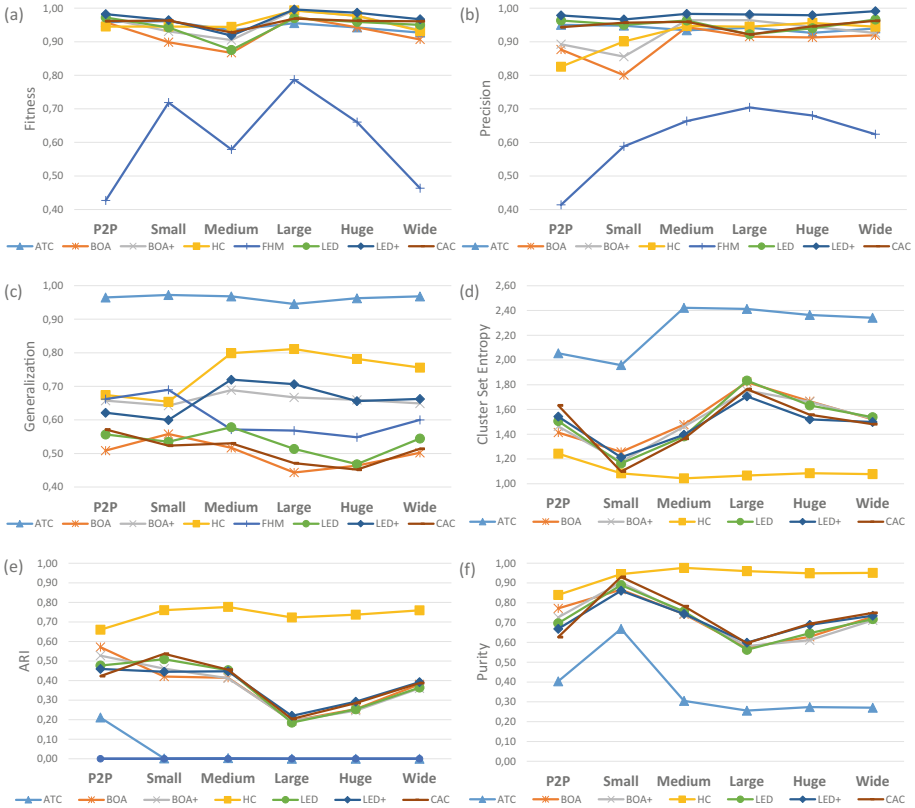 (a)
1,00
0,90
0,80
0,70
0,60
0,50
0,40
Fitness
P2P Small Medium Large Huge Wide
ATC BOA BOA+ HC FHM LED LED+ CAC
(b)
1,00
0,90
0,80
0,70
0,60
0,50
0,40
Precision
P2P Small Medium Large Huge Wide
ATC BOA BOA+ HC FHM LED LED+ CAC
(c)
1,00
0,90
0,80
0,70
0,60
0,50
0,40
Generalization
P2P Small Medium Large Huge Wide
ATC BOA BOA+ HC FHM LED LED+ CAC
(d)
2,60
2,40
2,20
2,00
1,80
1,60
1,40
1,20
1,00
Cluster Set Entropy
P2P Small Medium Large Huge Wide
ATC BOA BOA+ HC LED LED+ CAC
(e)
1,00
0,90
0,80
0,70
0,60
0,50
0,40
0,30
0,20
0,10
0,00
ARI
P2P Small Medium Large Huge Wide
ATC BOA BOA+ HC LED LED+ CAC
(f)
1,00
0,90
0,80
0,70
0,60
0,50
0,40
0,30
0,20
0,10
0,00
Purity
P2P Small Medium Large Huge Wide
ATC BOA BOA+ HC LED LED+ CAC